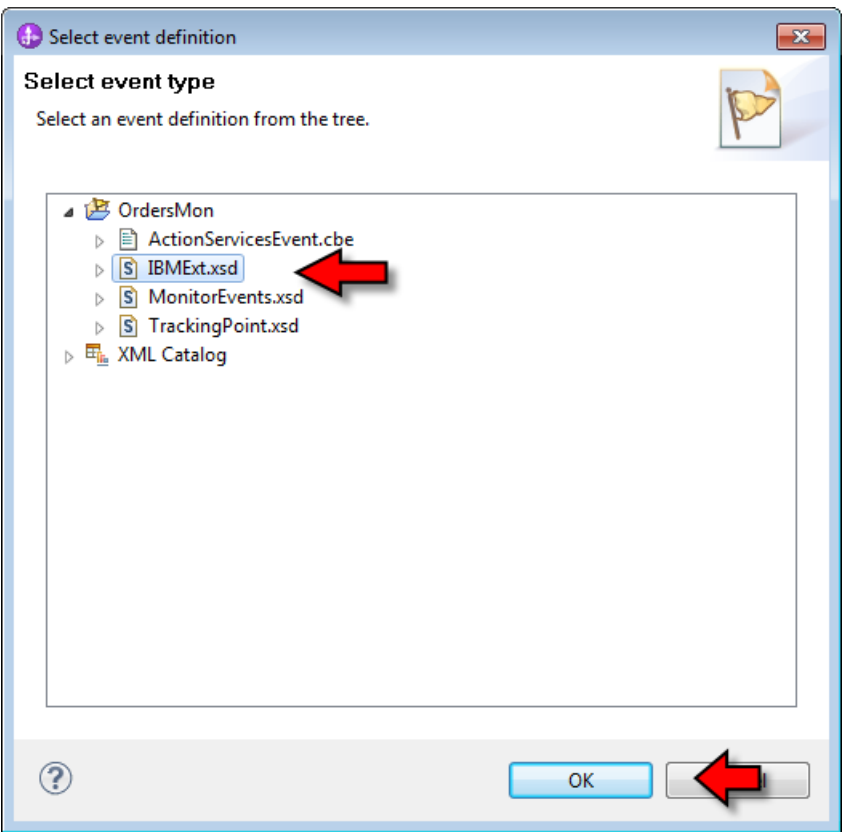 Select event definition
Select event type
Select an event definition from the tree.
OrdersMon
ActionServicesEvent.cbe
IBMExt.xsd
MonitorEvents.xsd
TrackingPoint.xsd
XML Catalog
OK